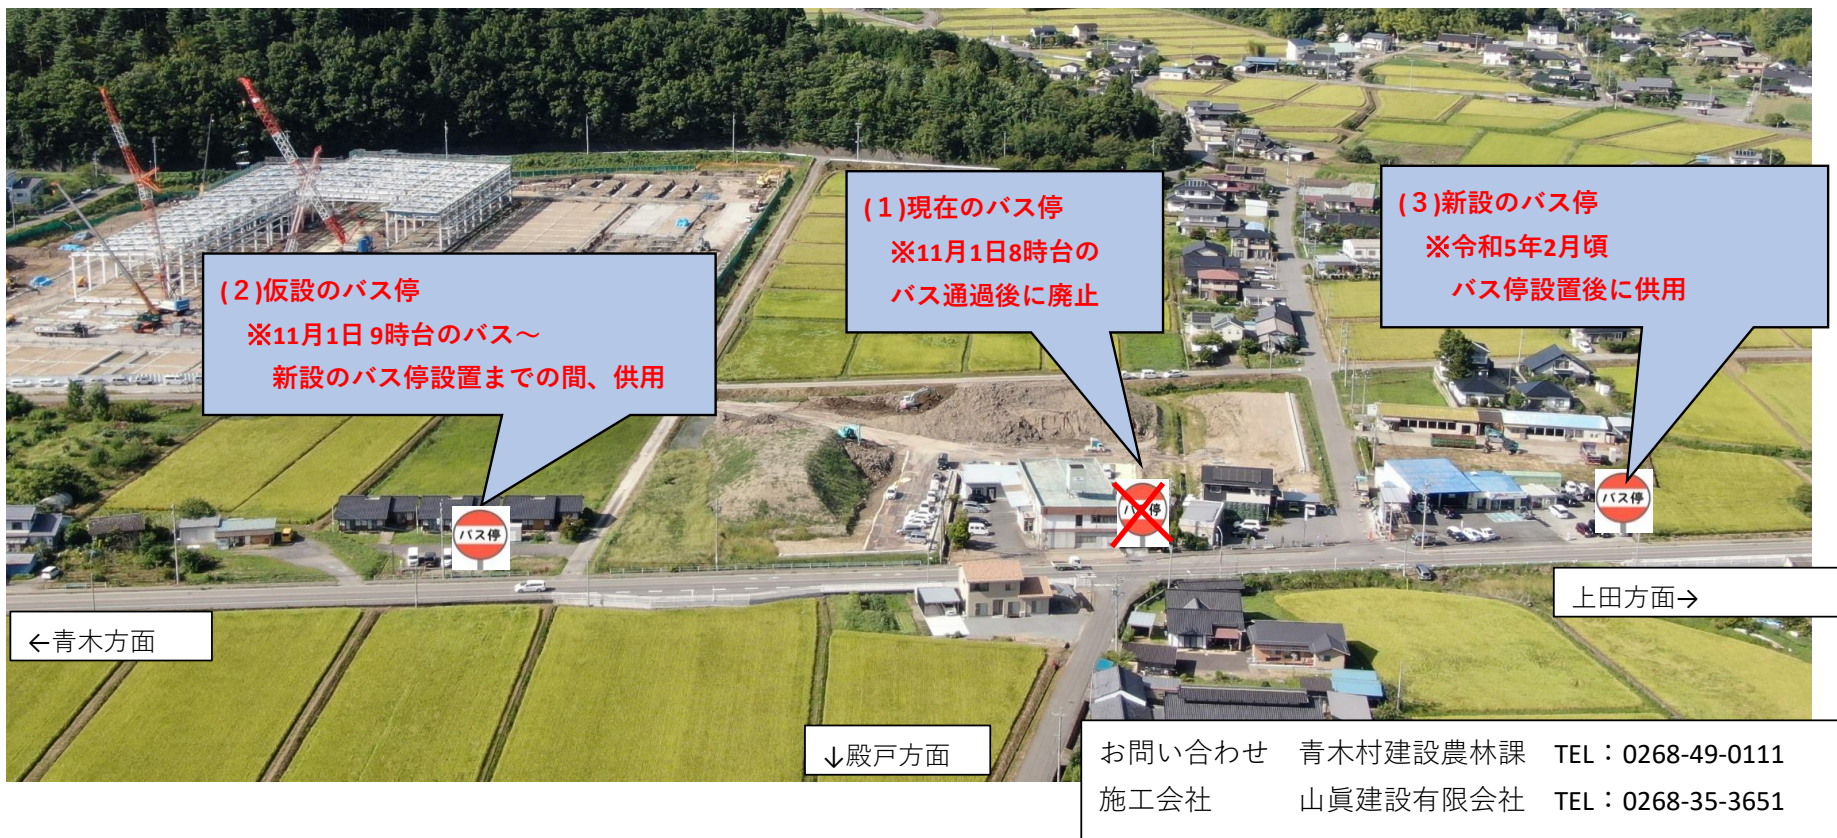 (１)現在のバス停
※11月1日8時台の
バス通過後に廃止
(３)新設のバス停
※令和5年2月頃
バス停設置後に供用
(２)仮設のバス停
※11月1日９時台のバス～
新設のバス停設置までの間、供用
バス停
バス停
バス停
上田方面→
←青木方面
↓殿戸方面
お問い合わせ　青木村建設農林課　TEL：0268-49-0111
施工会社　　　山眞建設有限会社　TEL：0268-35-3651